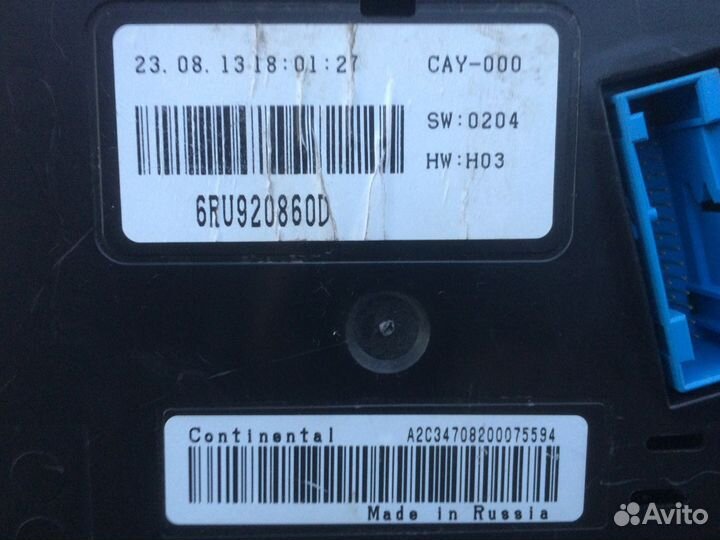 23.08.13 18:01:27 CAY-000
SW:0204
HW:H03
6RU920860D
Continental A2C34708200075594
Made in Russia
Avito